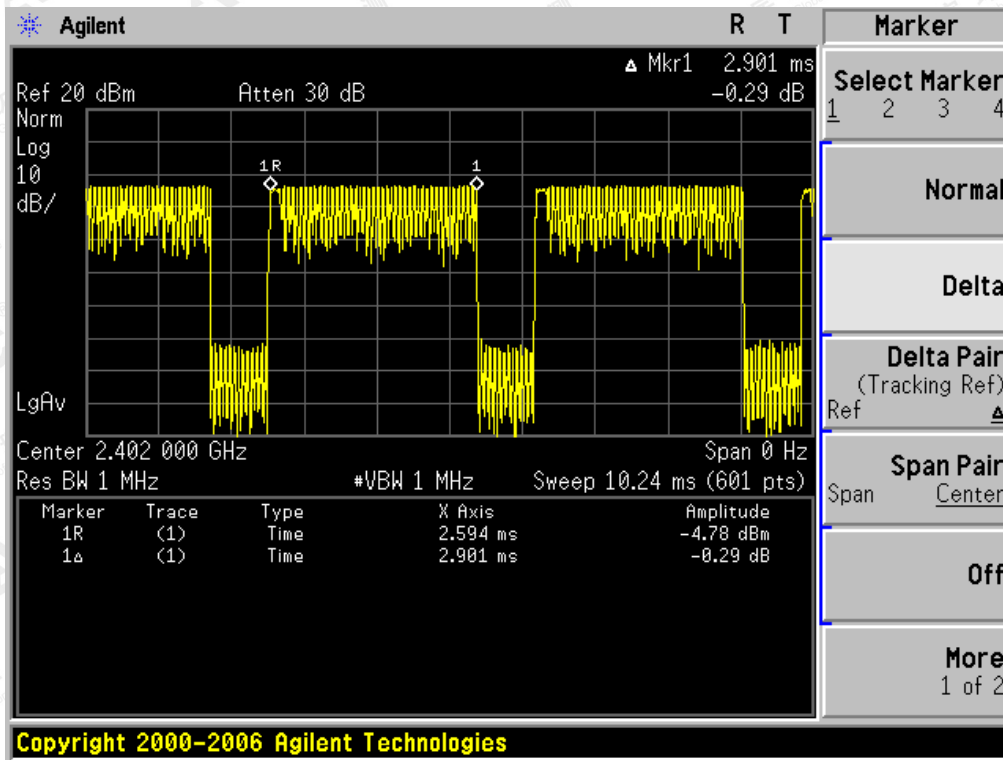 Agilent
R T
Marker
Δ Mkr1 2.901 ms
Ref 20 dBm Atten 30 dB -0.29 dB
Norm
Log
10
dB/
1R
1
LgAv
Center 2.402 000 GHz Span 0 Hz
Res BW 1 MHz #VBW 1 MHz Sweep 10.24 ms (601 pts)
Marker Trace Type X Axis Amplitude
1R (1) Time 2.594 ms -4.78 dBm
1Δ (1) Time 2.901 ms -0.29 dB
Select Marker
1 2 3 4
Normal
Delta
Delta Pair
(Tracking Ref)
Ref Δ
Span Pair
Span Center
Off
More
1 of 2
Copyright 2000-2006 Agilent Technologies